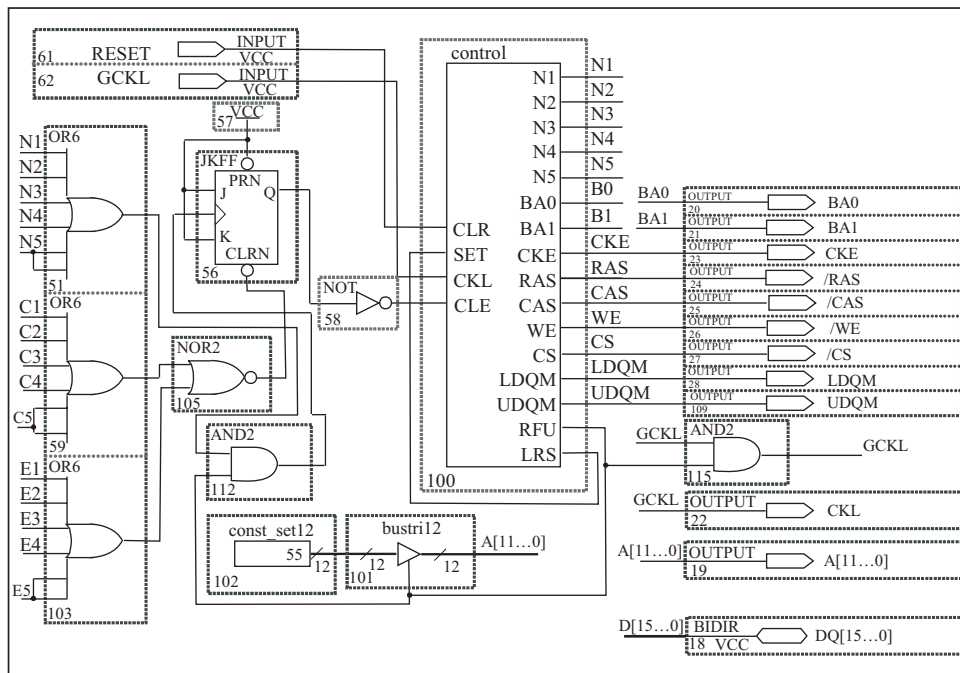 61 RESET INPUT VCC
62 GCKL INPUT VCC
57 VCC
OR6
N1
N2
N3
N4
N5
51
OR6
C1
C2
C3
C4
C5
59
OR6
E1
E2
E3
E4
E5
103
JKFF
PRN
J
Q
K
CLRN
56
NOT
58
NOR2
105
AND2
112
const_set12
55
12
102
bustri12
12
12
101
A[11...0]
control
N1
N2
N3
N4
N5
BA0
BA1
CLR
SET
CKL
CLE
CKE
RAS
CAS
WE
CS
LDQM
UDQM
RFU
LRS
100
N1
N2
N3
N4
N5
B0
B1
CKE
RAS
CAS
WE
CS
LDQM
UDQM
BA0 OUTPUT 20 BA0
BA1 OUTPUT 21 BA1
OUTPUT 23 CKE
OUTPUT 24 /RAS
OUTPUT 25 /CAS
OUTPUT 26 /WE
OUTPUT 27 /CS
OUTPUT 28 LDQM
OUTPUT 109 UDQM
GCKL AND2 GCKL
115
GCKL OUTPUT CKL
22
A[11...0] OUTPUT A[11...0]
19
D[15...0] BIDIR DQ[15...0]
18 VCC